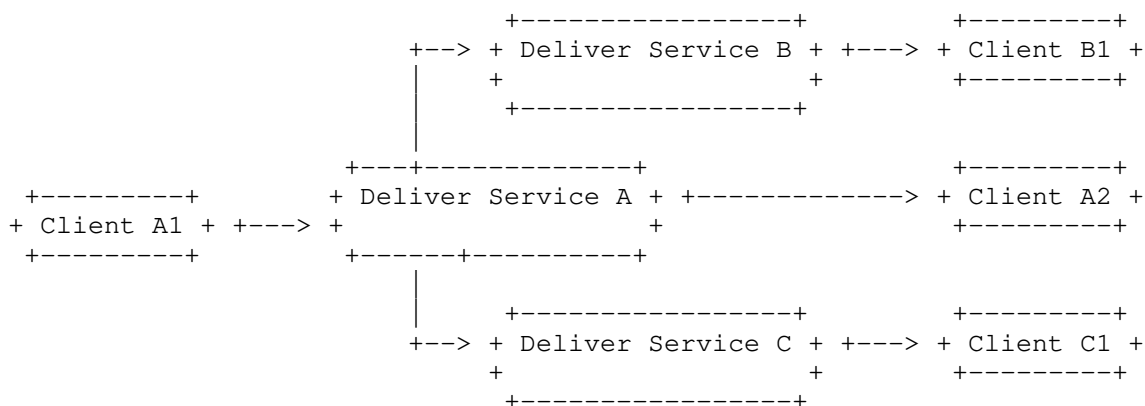 Deliver Service B Client B1
Deliver Service A Client A2
Client A1
Deliver Service C Client C1